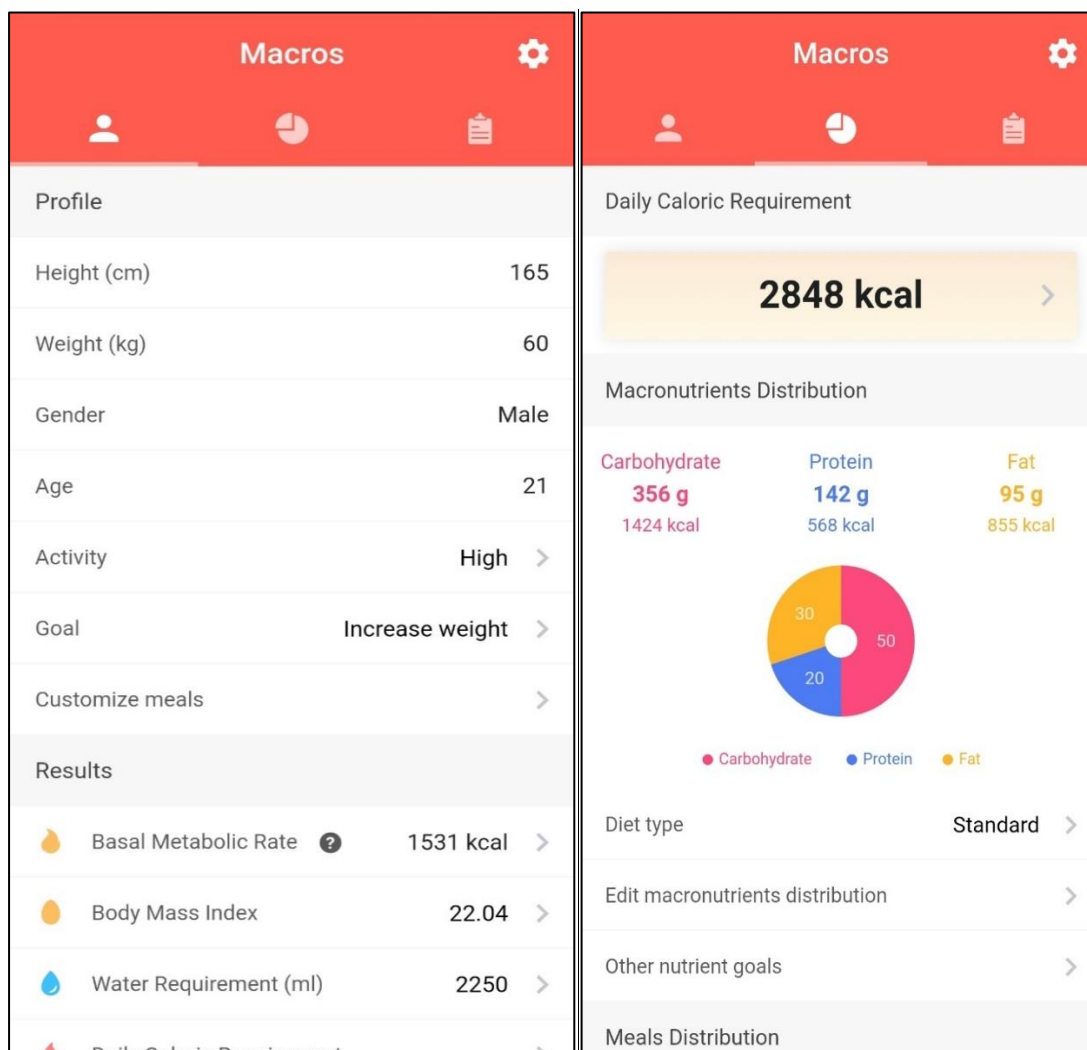 Macros
Profile
Height (cm) 165
Weight (kg) 60
Gender Male
Age 21
Activity High
Goal Increase weight
Customize meals
Results
Basal Metabolic Rate ? 1531 kcal
Body Mass Index 22.04
Water Requirement (ml) 2250
Macros
Daily Caloric Requirement
2848 kcal
Macronutrients Distribution
Carbohydrate Protein Fat
356 g 142 g 95 g
1424 kcal 568 kcal 855 kcal
30
50
20
Carbohydrate Protein Fat
Diet type Standard
Edit macronutrients distribution
Other nutrient goals
Meals Distribution